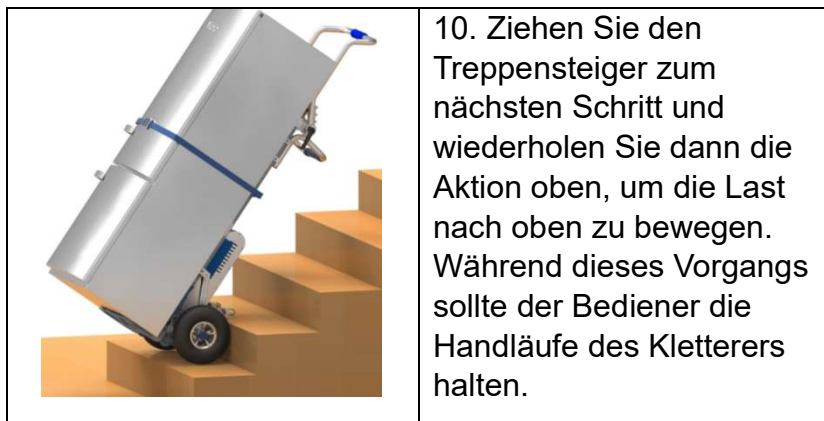 10. Ziehen Sie den
Treppensteiger zum
nächsten Schritt und
wiederholen Sie dann die
Aktion oben, um die Last
nach oben zu bewegen.
Während dieses Vorgangs
sollte der Bediener die
Handläufe des Kletterers
halten.